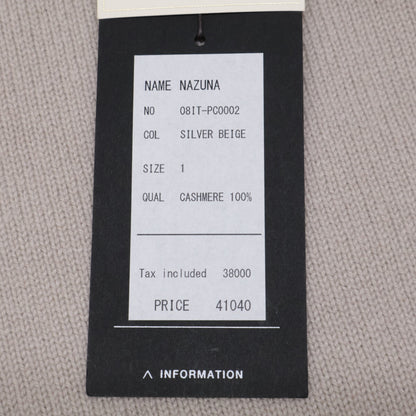 NAME NAZUNA
NO 08IT-PC0002
COL SILVER BEIGE
SIZE 1
QUAL CASHMERE 100%
Tax included 38000
PRICE 41040
∧ INFORMATION